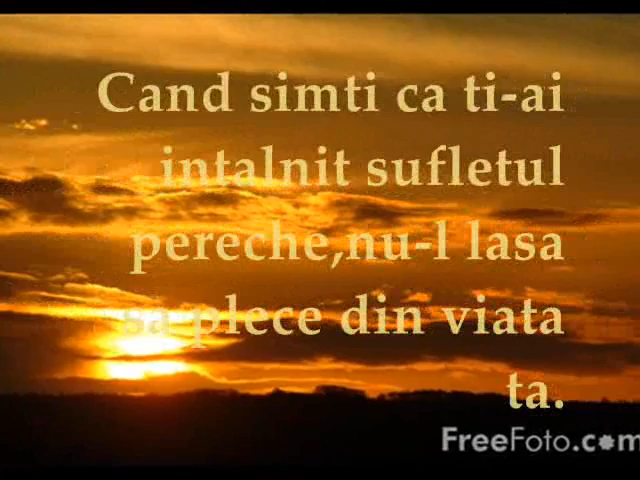 Cand simti ca ti-ai
intalnit sufletul
pereche,nu-l lasa
sa plece din viata
ta.
FreeFoto.com